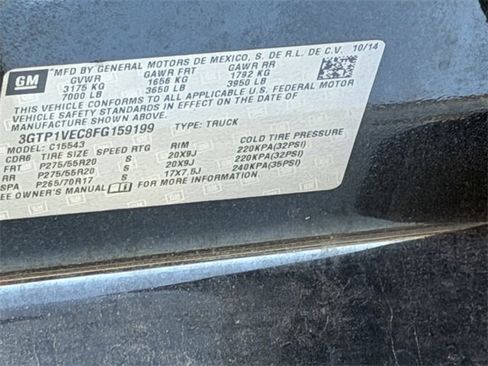 GM
MFD BY GENERAL MOTORS DE MEXICO, S. DE R.L. DE C.V. 10/14
GVWR GAWR FRT GAWR RR
3175 KG 1656 KG 1792 KG
7000 LB 3650 LB 3950 LB
THIS VEHICLE CONFORMS TO ALL APPLICABLE U.S. FEDERAL MOTOR
VEHICLE SAFETY STANDARDS IN EFFECT ON THE DATE OF
MANUFACTURE SHOWN ABOVE.
3GTP1VEC8FG159199 TYPE: TRUCK
MODEL: C15543
CDR6 TIRE SIZE SPEED RTG RIM COLD TIRE PRESSURE
FRT P275/55R20 S 20X9J 220KPA(32PSI)
RR P275/55R20 S 20X9J 220KPA(32PSI)
SPA P265/70R17 S 17X7.5J 240KPA(35PSI)
EE OWNER'S MANUAL FOR MORE INFORMATION.